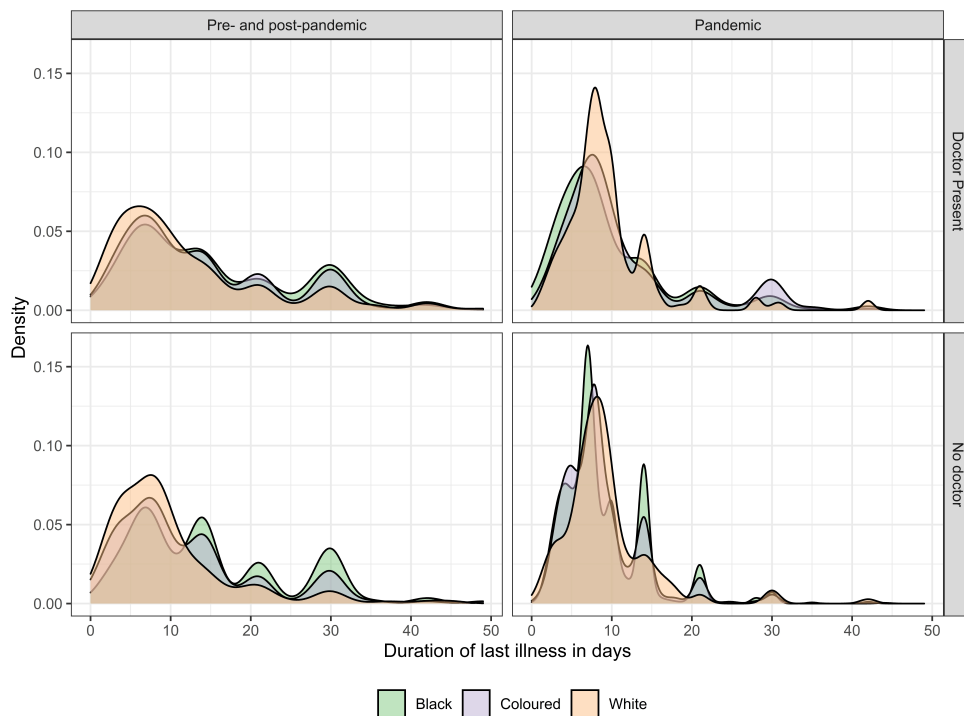 Pre- and post-pandemic
Pandemic
0.15
0.10
0.05
0.00
Doctor Present
0.15
0.10
0.05
0.00
No doctor
Density
0 10 20 30 40 50
0 10 20 30 40 50
Duration of last illness in days
Black Coloured White